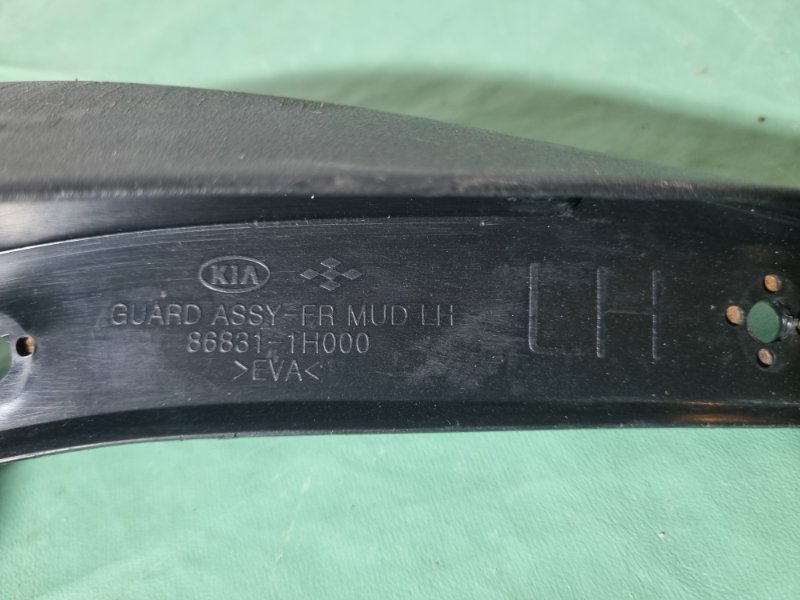 KIA
GUARD ASSY-FR MUD LH
86831-1H000
>EVA<
LH